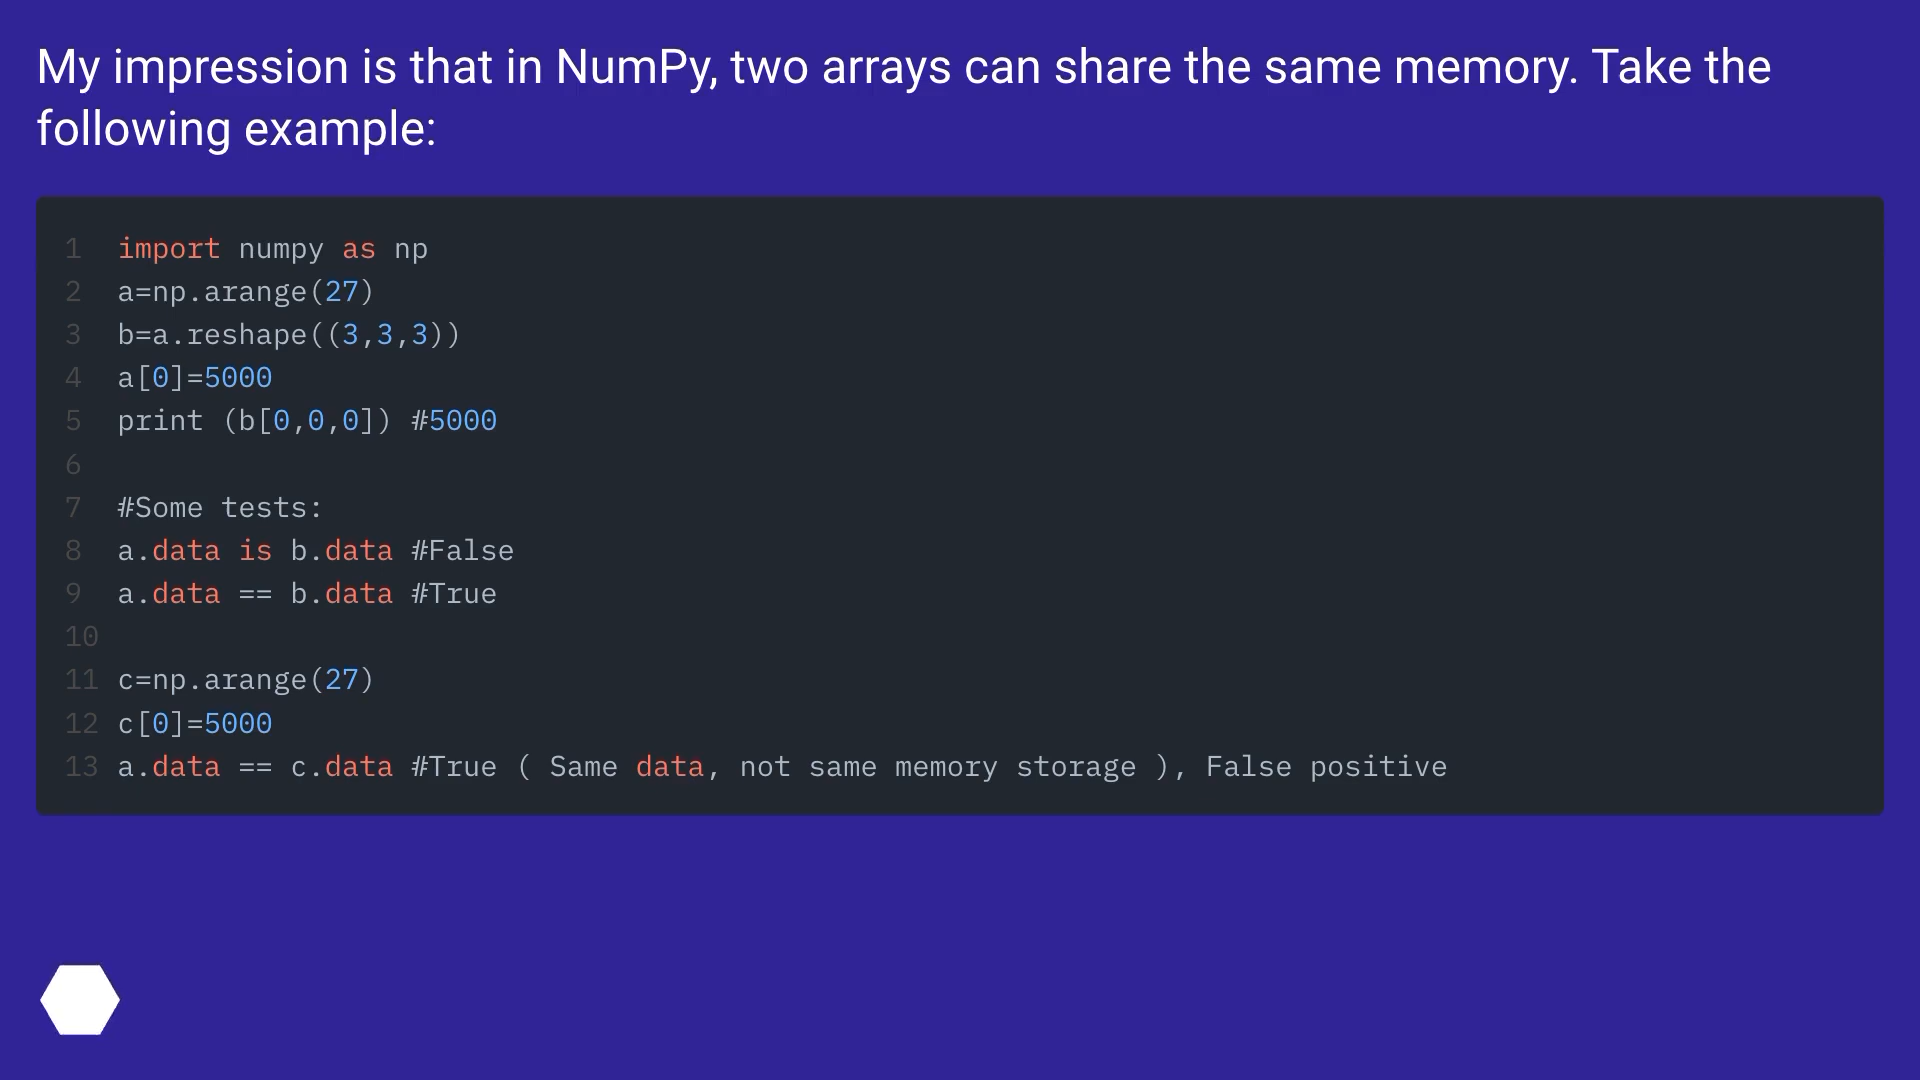 My impression is that in NumPy, two arrays can share the same memory. Take the
following example:
1 import numpy as np
2 a=np.arange(27)
3 b=a.reshape((3,3,3))
4 a[0]=5000
5 print (b[0,0,0]) #5000
6
7 #Some tests:
8 a.data is b.data #False
9 a.data == b.data #True
10
11 c=np.arange(27)
12 c[0]=5000
13 a.data == c.data #True ( Same data, not same memory storage ), False positive